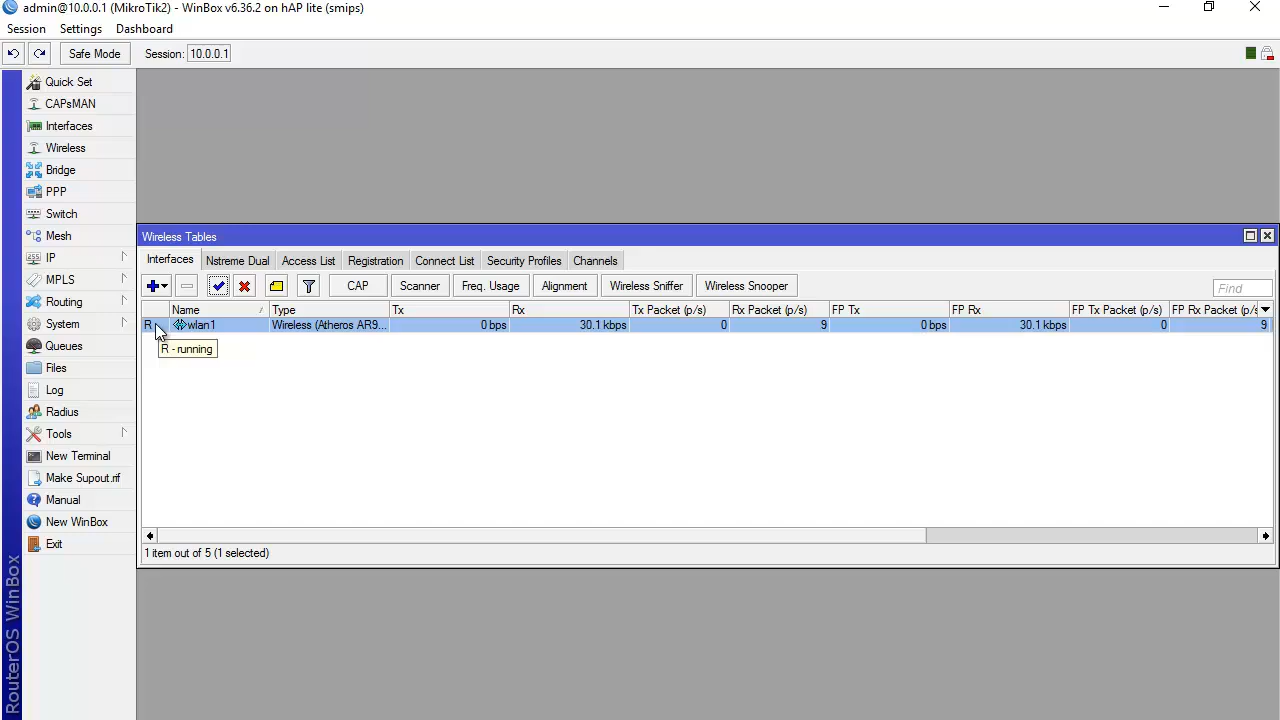 admin@10.0.0.1 (MikroTik2) - WinBox v6.36.2 on hAP lite (smips)
Session Settings Dashboard
Safe Mode Session: 10.0.0.1
Quick Set
CAPsMAN
Interfaces
Wireless
Bridge
PPP
Switch
Mesh
IP
MPLS
Routing
System
Queues
Files
Log
Radius
Tools
New Terminal
Make Supout.rif
Manual
New WinBox
Exit
RouterOS WinBox
Wireless Tables
Interfaces Nstreme Dual Access List Registration Connect List Security Profiles Channels
CAP Scanner Freq. Usage Alignment Wireless Sniffer Wireless Snooper Find
Name Type Tx Rx Tx Packet (p/s) Rx Packet (p/s) FP Tx FP Rx FP Tx Packet (p/s) FP Rx Packet (p/s
R wlan1 Wireless (Atheros AR9... 0 bps 30.1 kbps 0 9 0 bps 30.1 kbps 0 9
R - running
1 item out of 5 (1 selected)